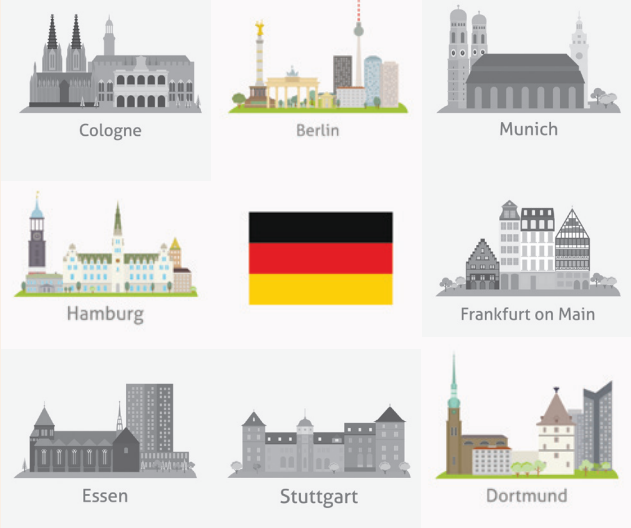 Cologne
Berlin
Munich
Hamburg
Frankfurt on Main
Essen
Stuttgart
Dortmund